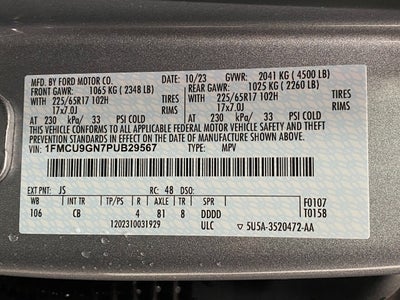 MFD. BY FORD MOTOR CO. 10/23 GVWR: 2041 KG ( 4500 LB)
FRONT GAWR: 1065 KG ( 2348 LB) REAR GAWR: 1025 KG ( 2260 LB)
WITH 225/65R17 102H TIRES WITH 225/65R17 102H TIRES
17x7.0J RIMS 17x7.0J RIMS
AT 230 kPa/ 33 PSI COLD AT 230 kPa/ 33 PSI COLD
THIS VEHICLE CONFORMS TO ALL APPLICABLE FEDERAL MOTOR VEHICLE SAFETY AND THEFT
PREVENTION STANDARDS IN EFFECT ON THE DATE OF MANUFACTURE SHOWN ABOVE.
VIN: 1FMCU9GN7PUB29567 TYPE: MPV
EXT PNT: JS RC: 48 DSO: F0107
WB INT TR TP/PS R AXLE TR SPR T0158
106 CB 4 81 8 DDDD
1202310031929 ULC ▽ 5U5A-3520472-AA